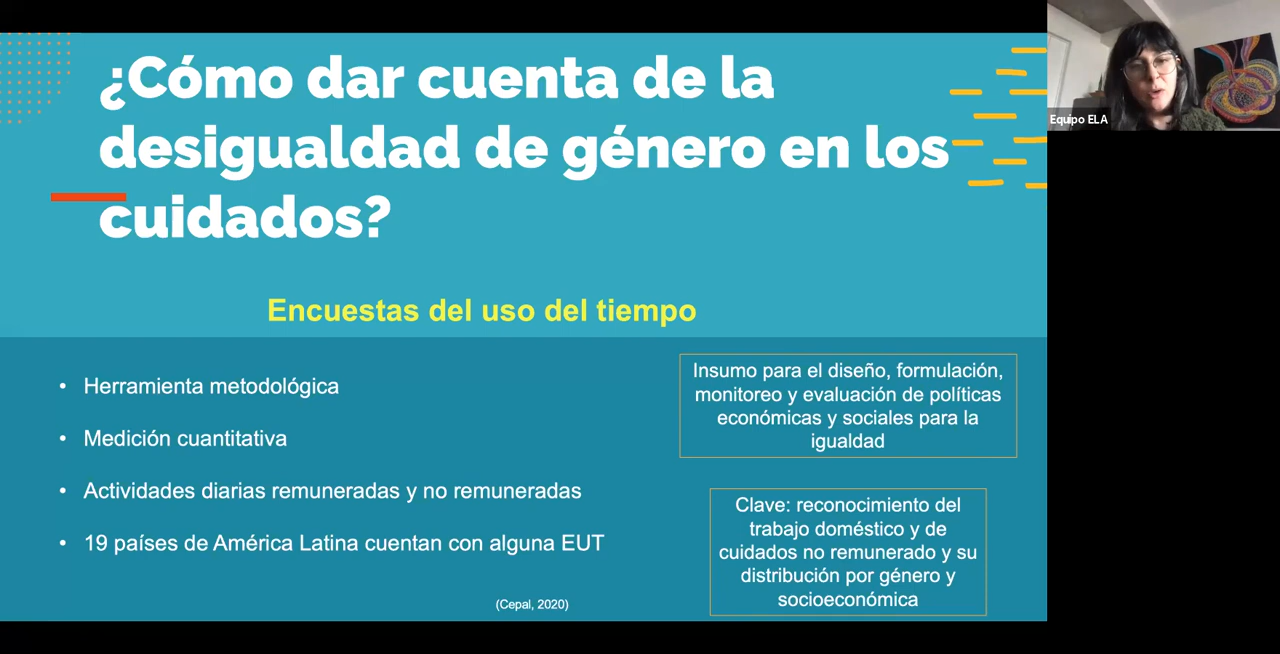 ¿Cómo dar cuenta de la
desigualdad de género en los
cuidados?
Equipo ELA
Encuestas del uso del tiempo
• Herramienta metodológica
• Medición cuantitativa
• Actividades diarias remuneradas y no remuneradas
• 19 países de América Latina cuentan con alguna EUT
(Cepal, 2020)
Insumo para el diseño, formulación,
monitoreo y evaluación de políticas
económicas y sociales para la
igualdad
Clave: reconocimiento del
trabajo doméstico y de
cuidados no remunerado y su
distribución por género y
socioeconómica